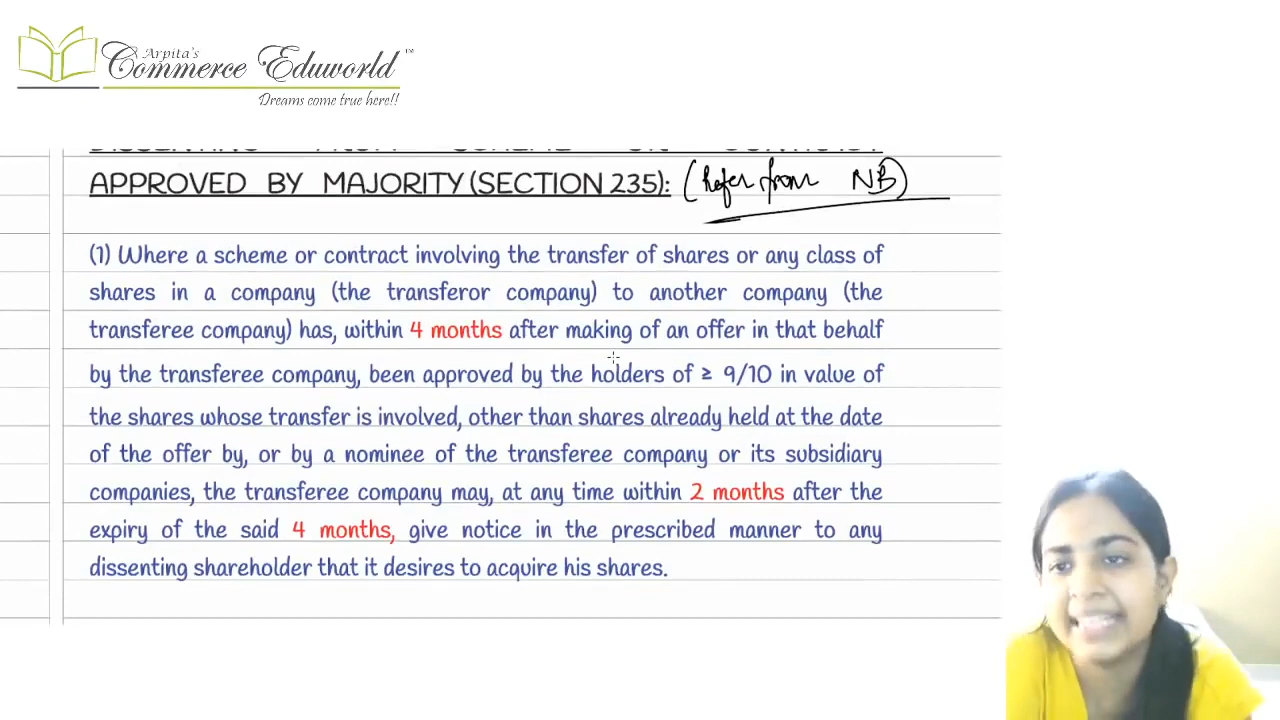 Arpita's
Commerce Eduworld™
Dreams come true here!!
DISSENTING FROM SCHEME OR CONTRACT
APPROVED BY MAJORITY (SECTION 235): (Refer from NB)
(1) Where a scheme or contract involving the transfer of shares or any class of
shares in a company (the transferor company) to another company (the
transferee company) has, within 4 months after making of an offer in that behalf
by the transferee company, been approved by the holders of ≥ 9/10 in value of
the shares whose transfer is involved, other than shares already held at the date
of the offer by, or by a nominee of the transferee company or its subsidiary
companies, the transferee company may, at any time within 2 months after the
expiry of the said 4 months, give notice in the prescribed manner to any
dissenting shareholder that it desires to acquire his shares.